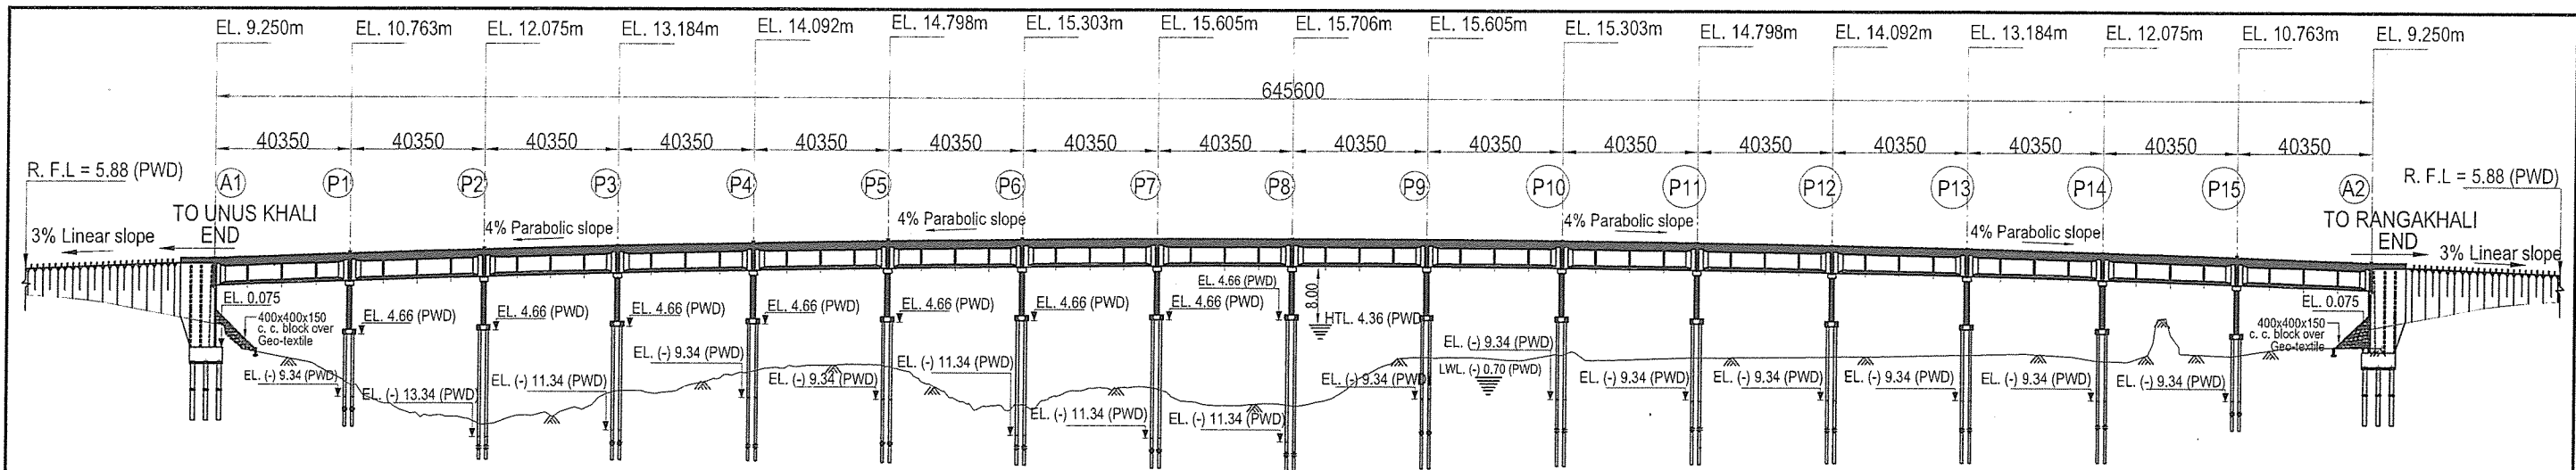 EL. 9.250m EL. 10.763m EL. 12.075m EL. 13.184m EL. 14.092m EL. 14.798m EL. 15.303m EL. 15.605m EL. 15.706m EL. 15.605m EL. 15.303m EL. 14.798m EL. 14.092m EL. 13.184m EL. 12.075m EL. 10.763m EL. 9.250m
645600
40350 40350 40350 40350 40350 40350 40350 40350 40350 40350 40350 40350 40350 40350 40350 40350
R. F.L = 5.88 (PWD)
R. F.L = 5.88 (PWD)
A1 P1 P2 P3 P4 P5 P6 P7 P8 P9 P10 P11 P12 P13 P14 P15 A2
TO UNUS KHALI
END
3% Linear slope
4% Parabolic slope
4% Parabolic slope
4% Parabolic slope
4% Parabolic slope
TO RANGAKHALI
END
3% Linear slope
EL. 0.075
400x400x150
c. c. block over
Geo-textile
EL. 4.66 (PWD)
EL. 4.66 (PWD)
EL. 4.66 (PWD)
EL. 4.66 (PWD)
EL. 4.66 (PWD)
EL. 4.66 (PWD)
EL. 4.66 (PWD)
EL. 4.66 (PWD)
8.00
HTL. 4.36 (PWD
EL. 0.075
400x400x150
c. c. block over
Geo-textile
EL. (-) 9.34 (PWD)
EL. (-) 13.34 (PWD)
EL. (-) 11.34 (PWD)
EL. (-) 9.34 (PWD)
EL. (-) 9.34 (PWD)
EL. (-) 11.34 (PWD)
EL. (-) 11.34 (PWD)
EL. (-) 11.34 (PWD)
EL. (-) 9.34 (PWD)
EL. (-) 9.34 (PWD)
LWL. (-) 0.70 (PWD)
EL. (-) 9.34 (PWD)
EL. (-) 9.34 (PWD)
EL. (-) 9.34 (PWD)
EL. (-) 9.34 (PWD)
EL. (-) 9.34 (PWD)